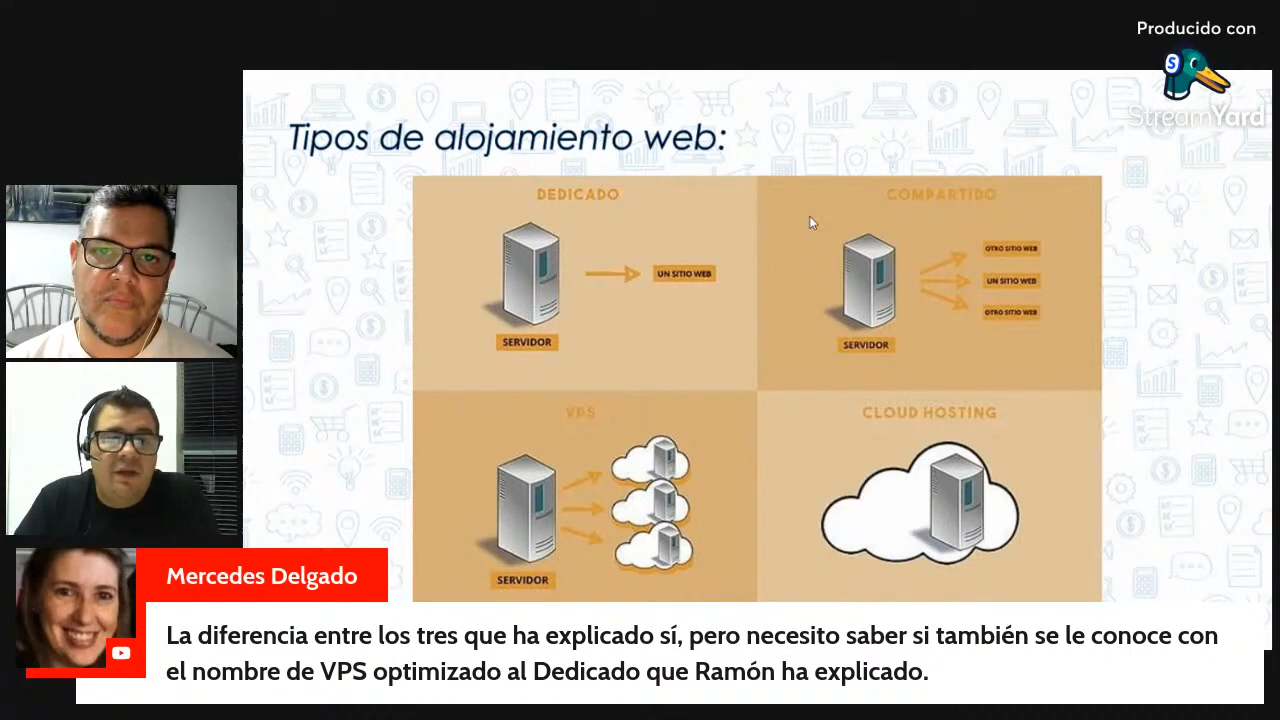 Producido con
StreamYard
Tipos de alojamiento web:
DEDICADO
UN SITIO WEB
SERVIDOR
COMPARTIDO
OTRO SITIO WEB
UN SITIO WEB
OTRO SITIO WEB
SERVIDOR
VPS
SERVIDOR
CLOUD HOSTING
Mercedes Delgado
La diferencia entre los tres que ha explicado sí, pero necesito saber si también se le conoce con
el nombre de VPS optimizado al Dedicado que Ramón ha explicado.